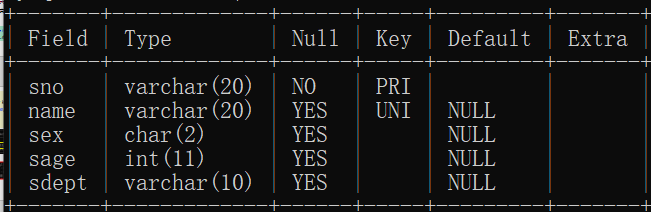 Field | Type | Null | Key | Default | Extra
sno | varchar(20) | NO | PRI | |
name | varchar(20) | YES | UNI | NULL |
sex | char(2) | YES | | NULL |
sage | int(11) | YES | | NULL |
sdept | varchar(10) | YES | | NULL |